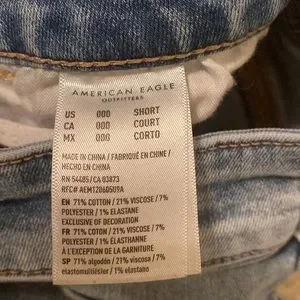 AMERICAN EAGLE
OUTFITTERS
US 000 SHORT
CA 000 COURT
MX 000 CORTO
MADE IN CHINA / FABRIQUÉ EN CHINE /
HECHO EN CHINA
RN 54485/CA 03873
RFC# AEM12060509A
EN 71% COTTON / 21% VISCOSE / 7%
POLYESTER / 1% ELASTANE
EXCLUSIVE OF DECORATION
FR 71% COTON / 21% VISCOSE / 7%
POLYESTER / 1% ÉLASTHANNE
À L'EXCEPTION DE LA GARNITURE
SP 71% algodón / 21% viscosa / 7%
elastomultiéster / 1% elastano